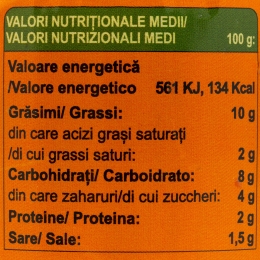 VALORI NUTRIȚIONALE MEDII/
VALORI NUTRIZIONALI MEDI 100 g:
Valoare energetică
/Valore energetico 561 KJ, 134 Kcal
Grăsimi/ Grassi: 10 g
din care acizi grași saturați
/di cui grassi saturi: 2 g
Carbohidrați/ Carboidrato: 8 g
din care zaharuri/di cui zuccheri: 4 g
Proteine/ Proteina: 2 g
Sare/ Sale: 1,5 g